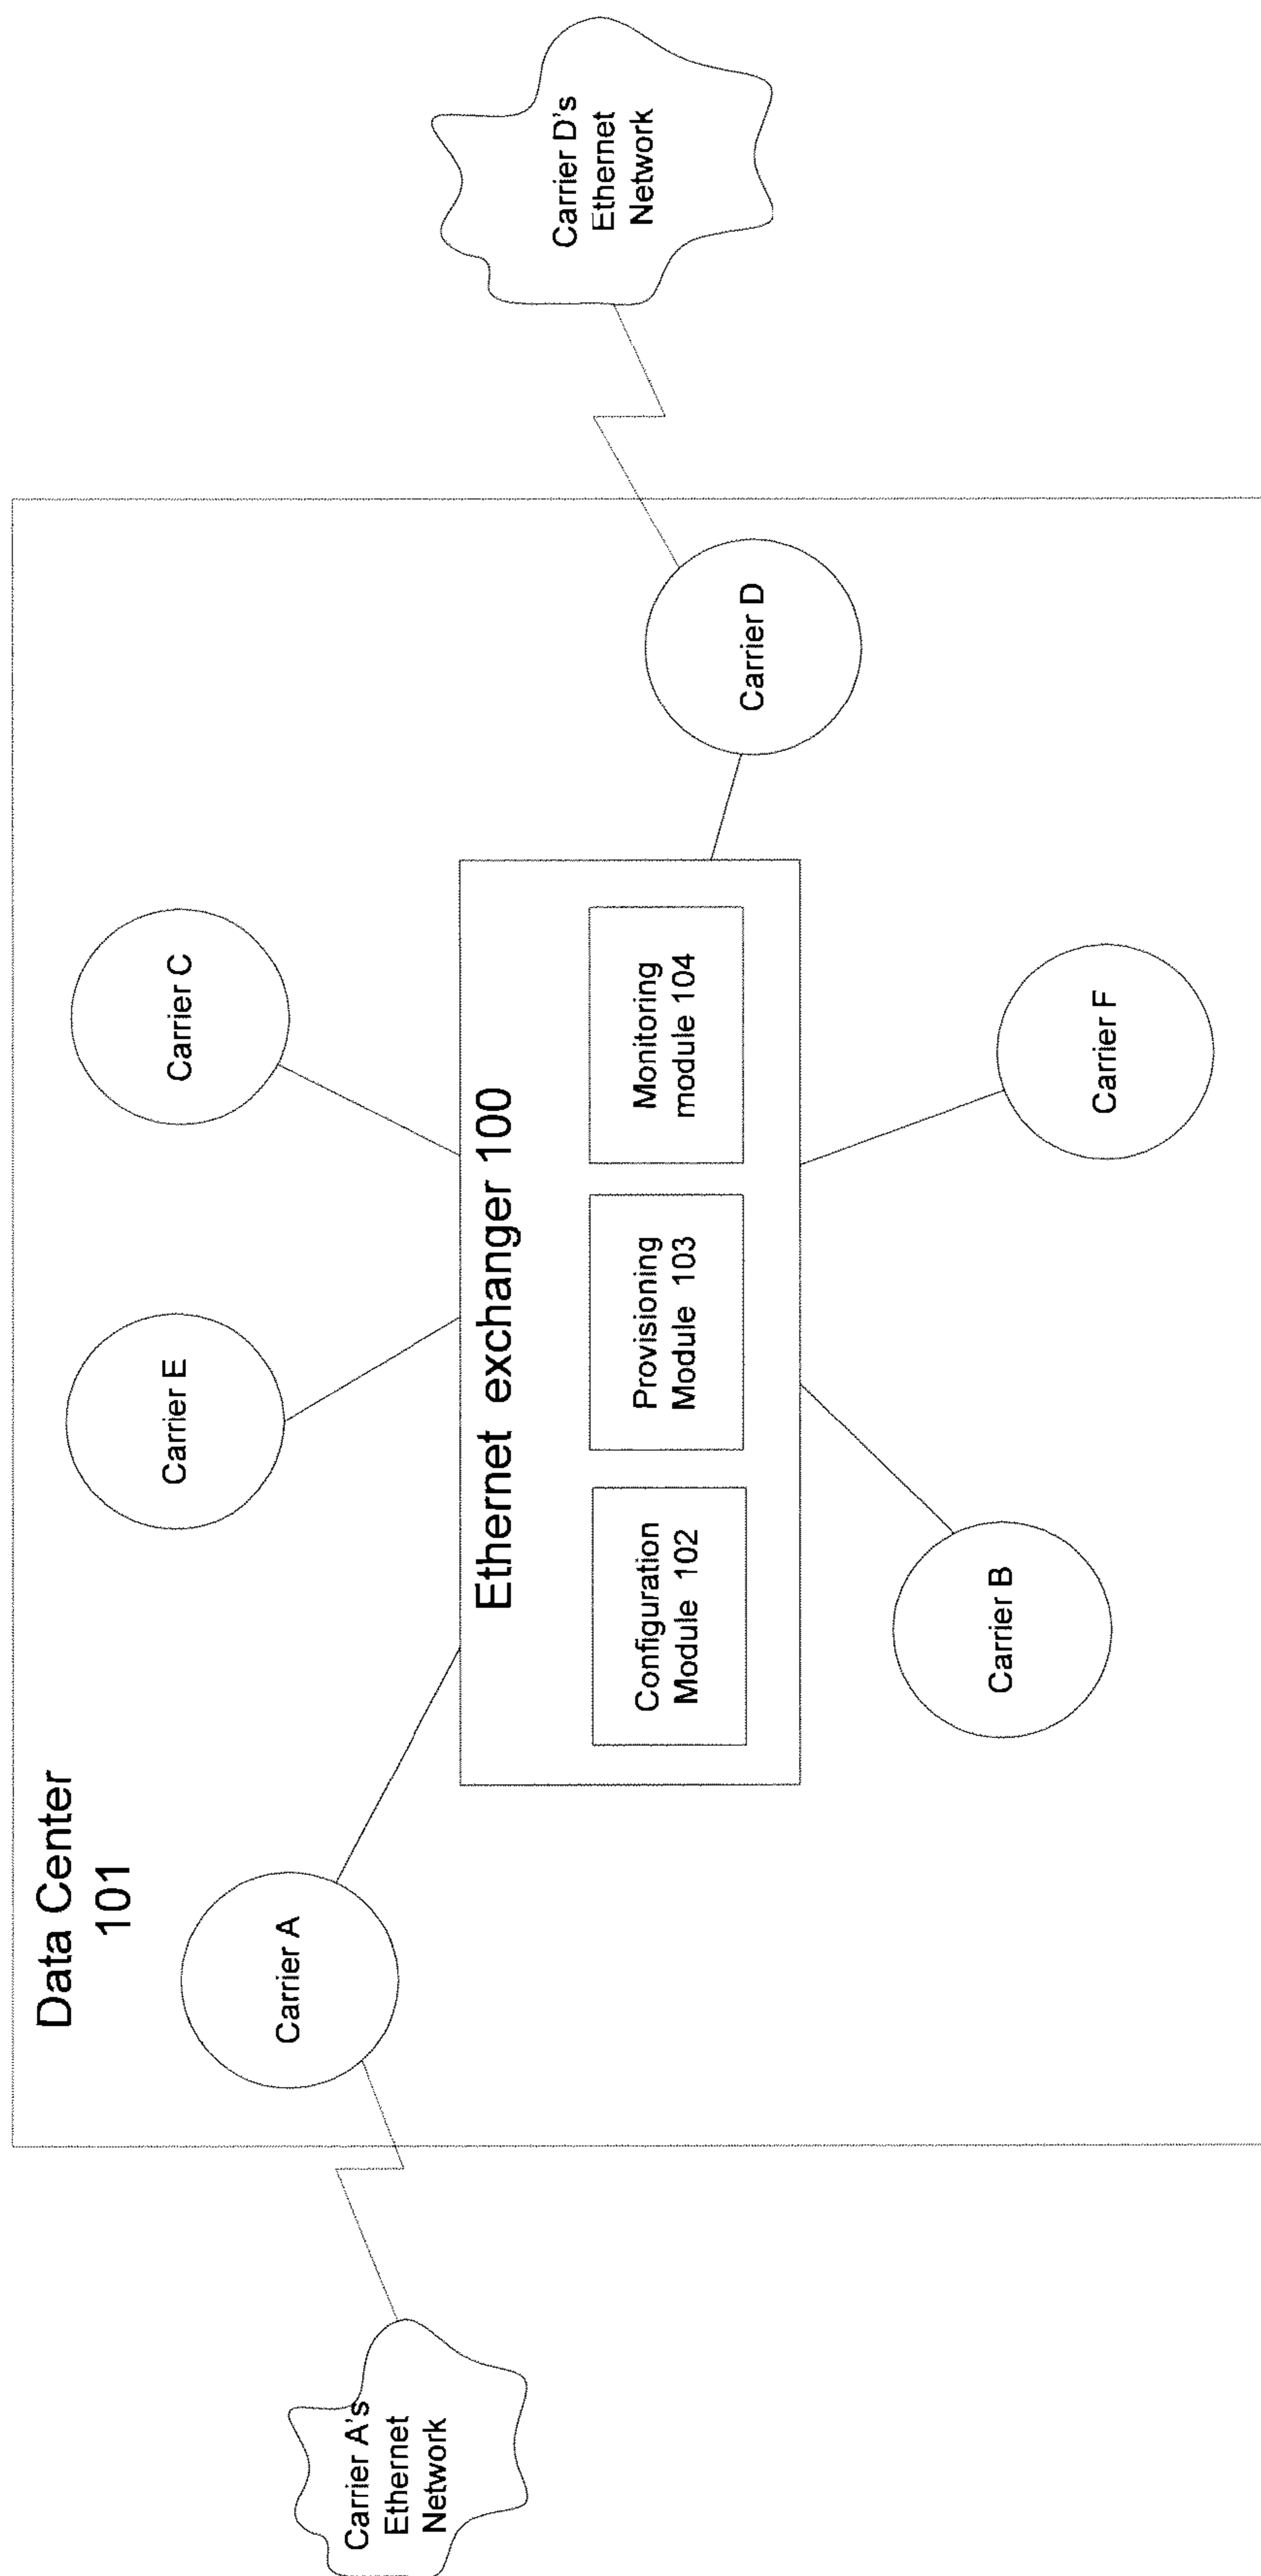 Data Center
101
Carrier A's
Ethernet
Network
Carrier A
Carrier E
Carrier C
Ethernet exchanger 100
Configuration
Module 102
Provisioning
Module 103
Monitoring
module 104
Carrier B
Carrier F
Carrier D
Carrier D's
Ethernet
Network